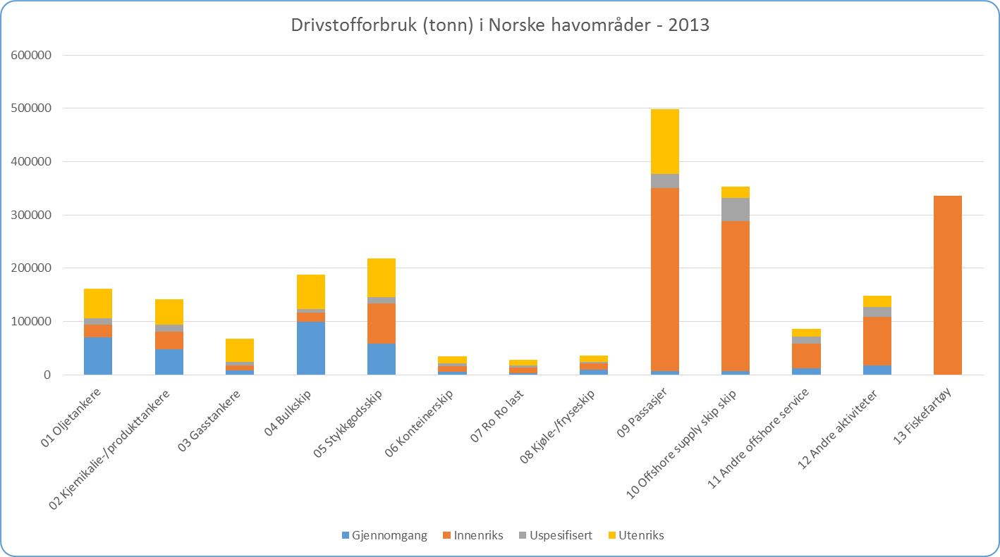 Drivstofforbruk (tonn) i Norske havområder - 2013
600000
500000
400000
300000
200000
100000
0
01 Oljetankere
02 Kjemikalie-/produkttankere
03 Gasstankere
04 Bulkskip
05 Stykkgodsskip
06 Konteinerskip
07 Ro Ro last
08 Kjøle-/fryseskip
09 Passasjer
10 Offshore supply skip skip
11 Andre offshore service
12 Andre aktiviteter
13 Fiskefartøy
Gjennomgang Innenriks Uspesifisert Utenriks